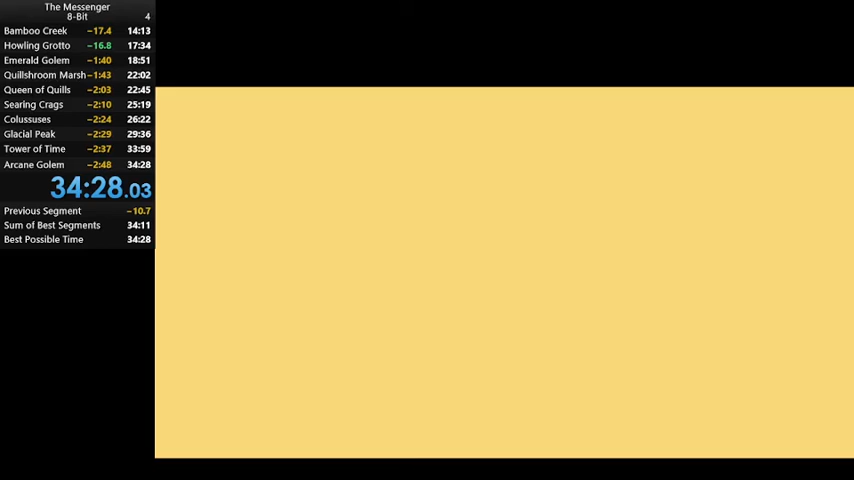 The Messenger
8-Bit 4
Bamboo Creek −17.4 14:13
Howling Grotto −16.8 17:34
Emerald Golem −1:40 18:51
Quillshroom Marsh −1:43 22:02
Queen of Quills −2:03 22:45
Searing Crags −2:10 25:19
Colussuses −2:24 26:22
Glacial Peak −2:29 29:36
Tower of Time −2:37 33:59
Arcane Golem −2:48 34:28
34:28.03
Previous Segment −10.7
Sum of Best Segments 34:11
Best Possible Time 34:28